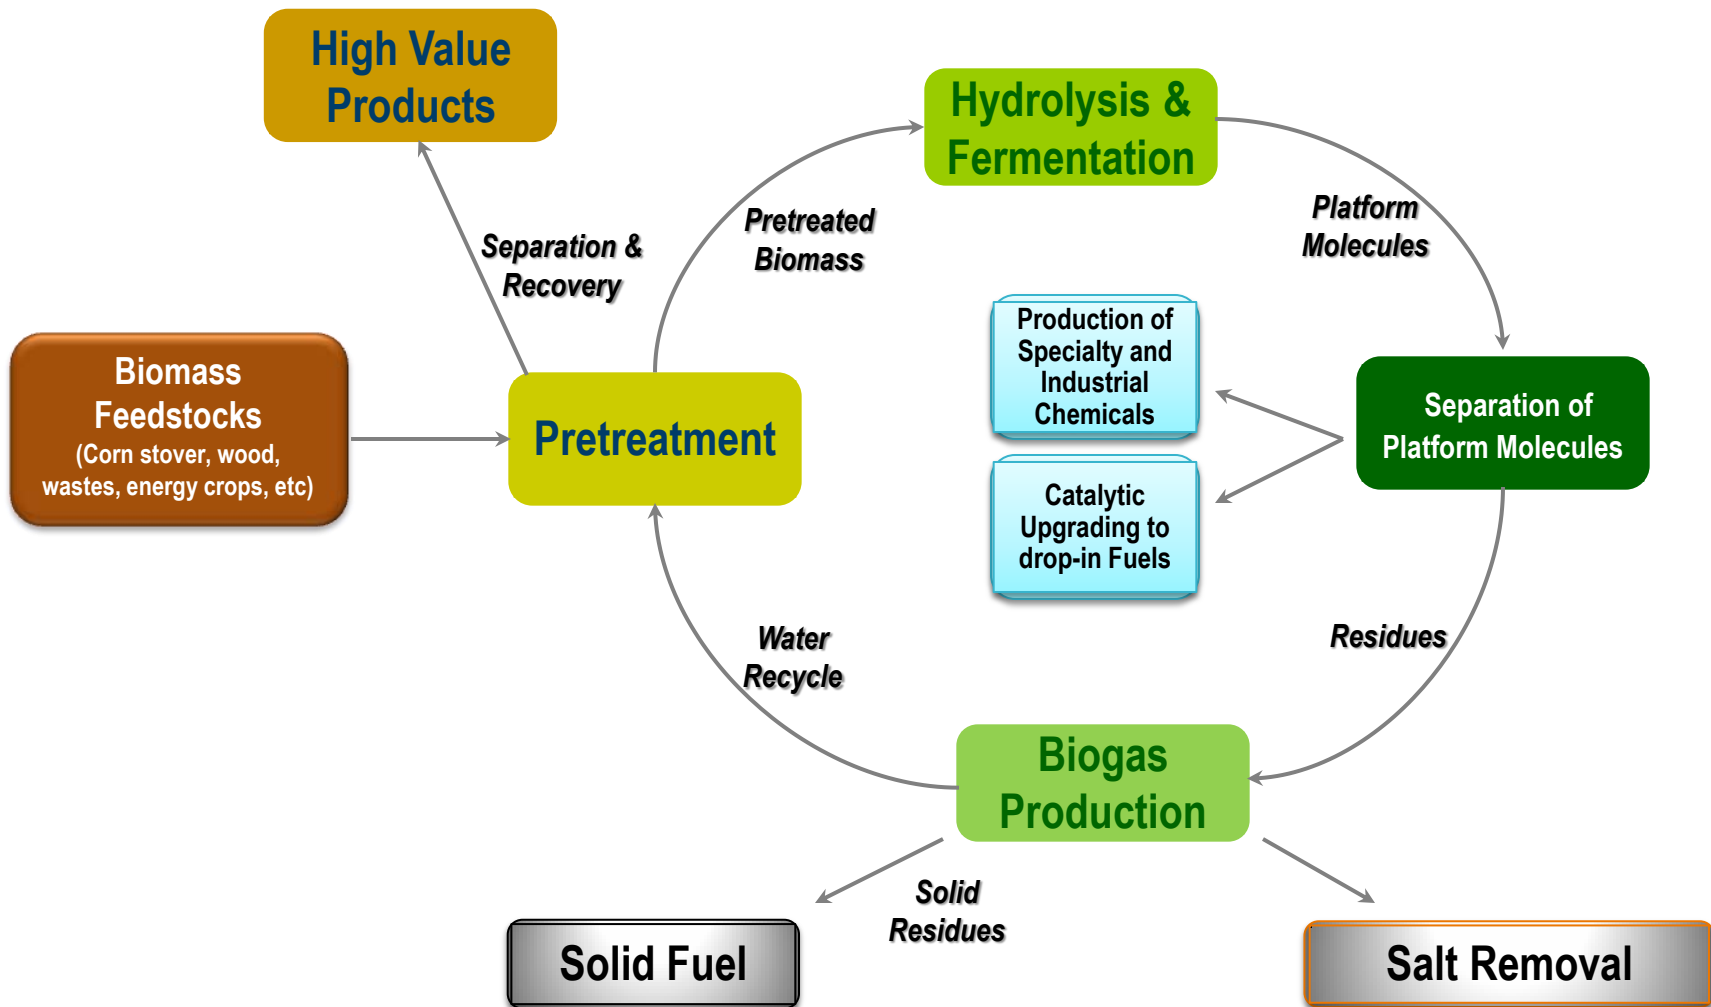 High Value
Products
Hydrolysis &
Fermentation
Pretreated
Biomass
Platform
Molecules
Separation &
Recovery
Production of
Specialty and
Industrial
Chemicals
Biomass
Feedstocks
(Corn stover, wood,
wastes, energy crops, etc)
Pretreatment
Separation of
Platform Molecules
Catalytic
Upgrading to
drop-in Fuels
Water
Recycle
Residues
Biogas
Production
Solid
Residues
Solid Fuel
Salt Removal